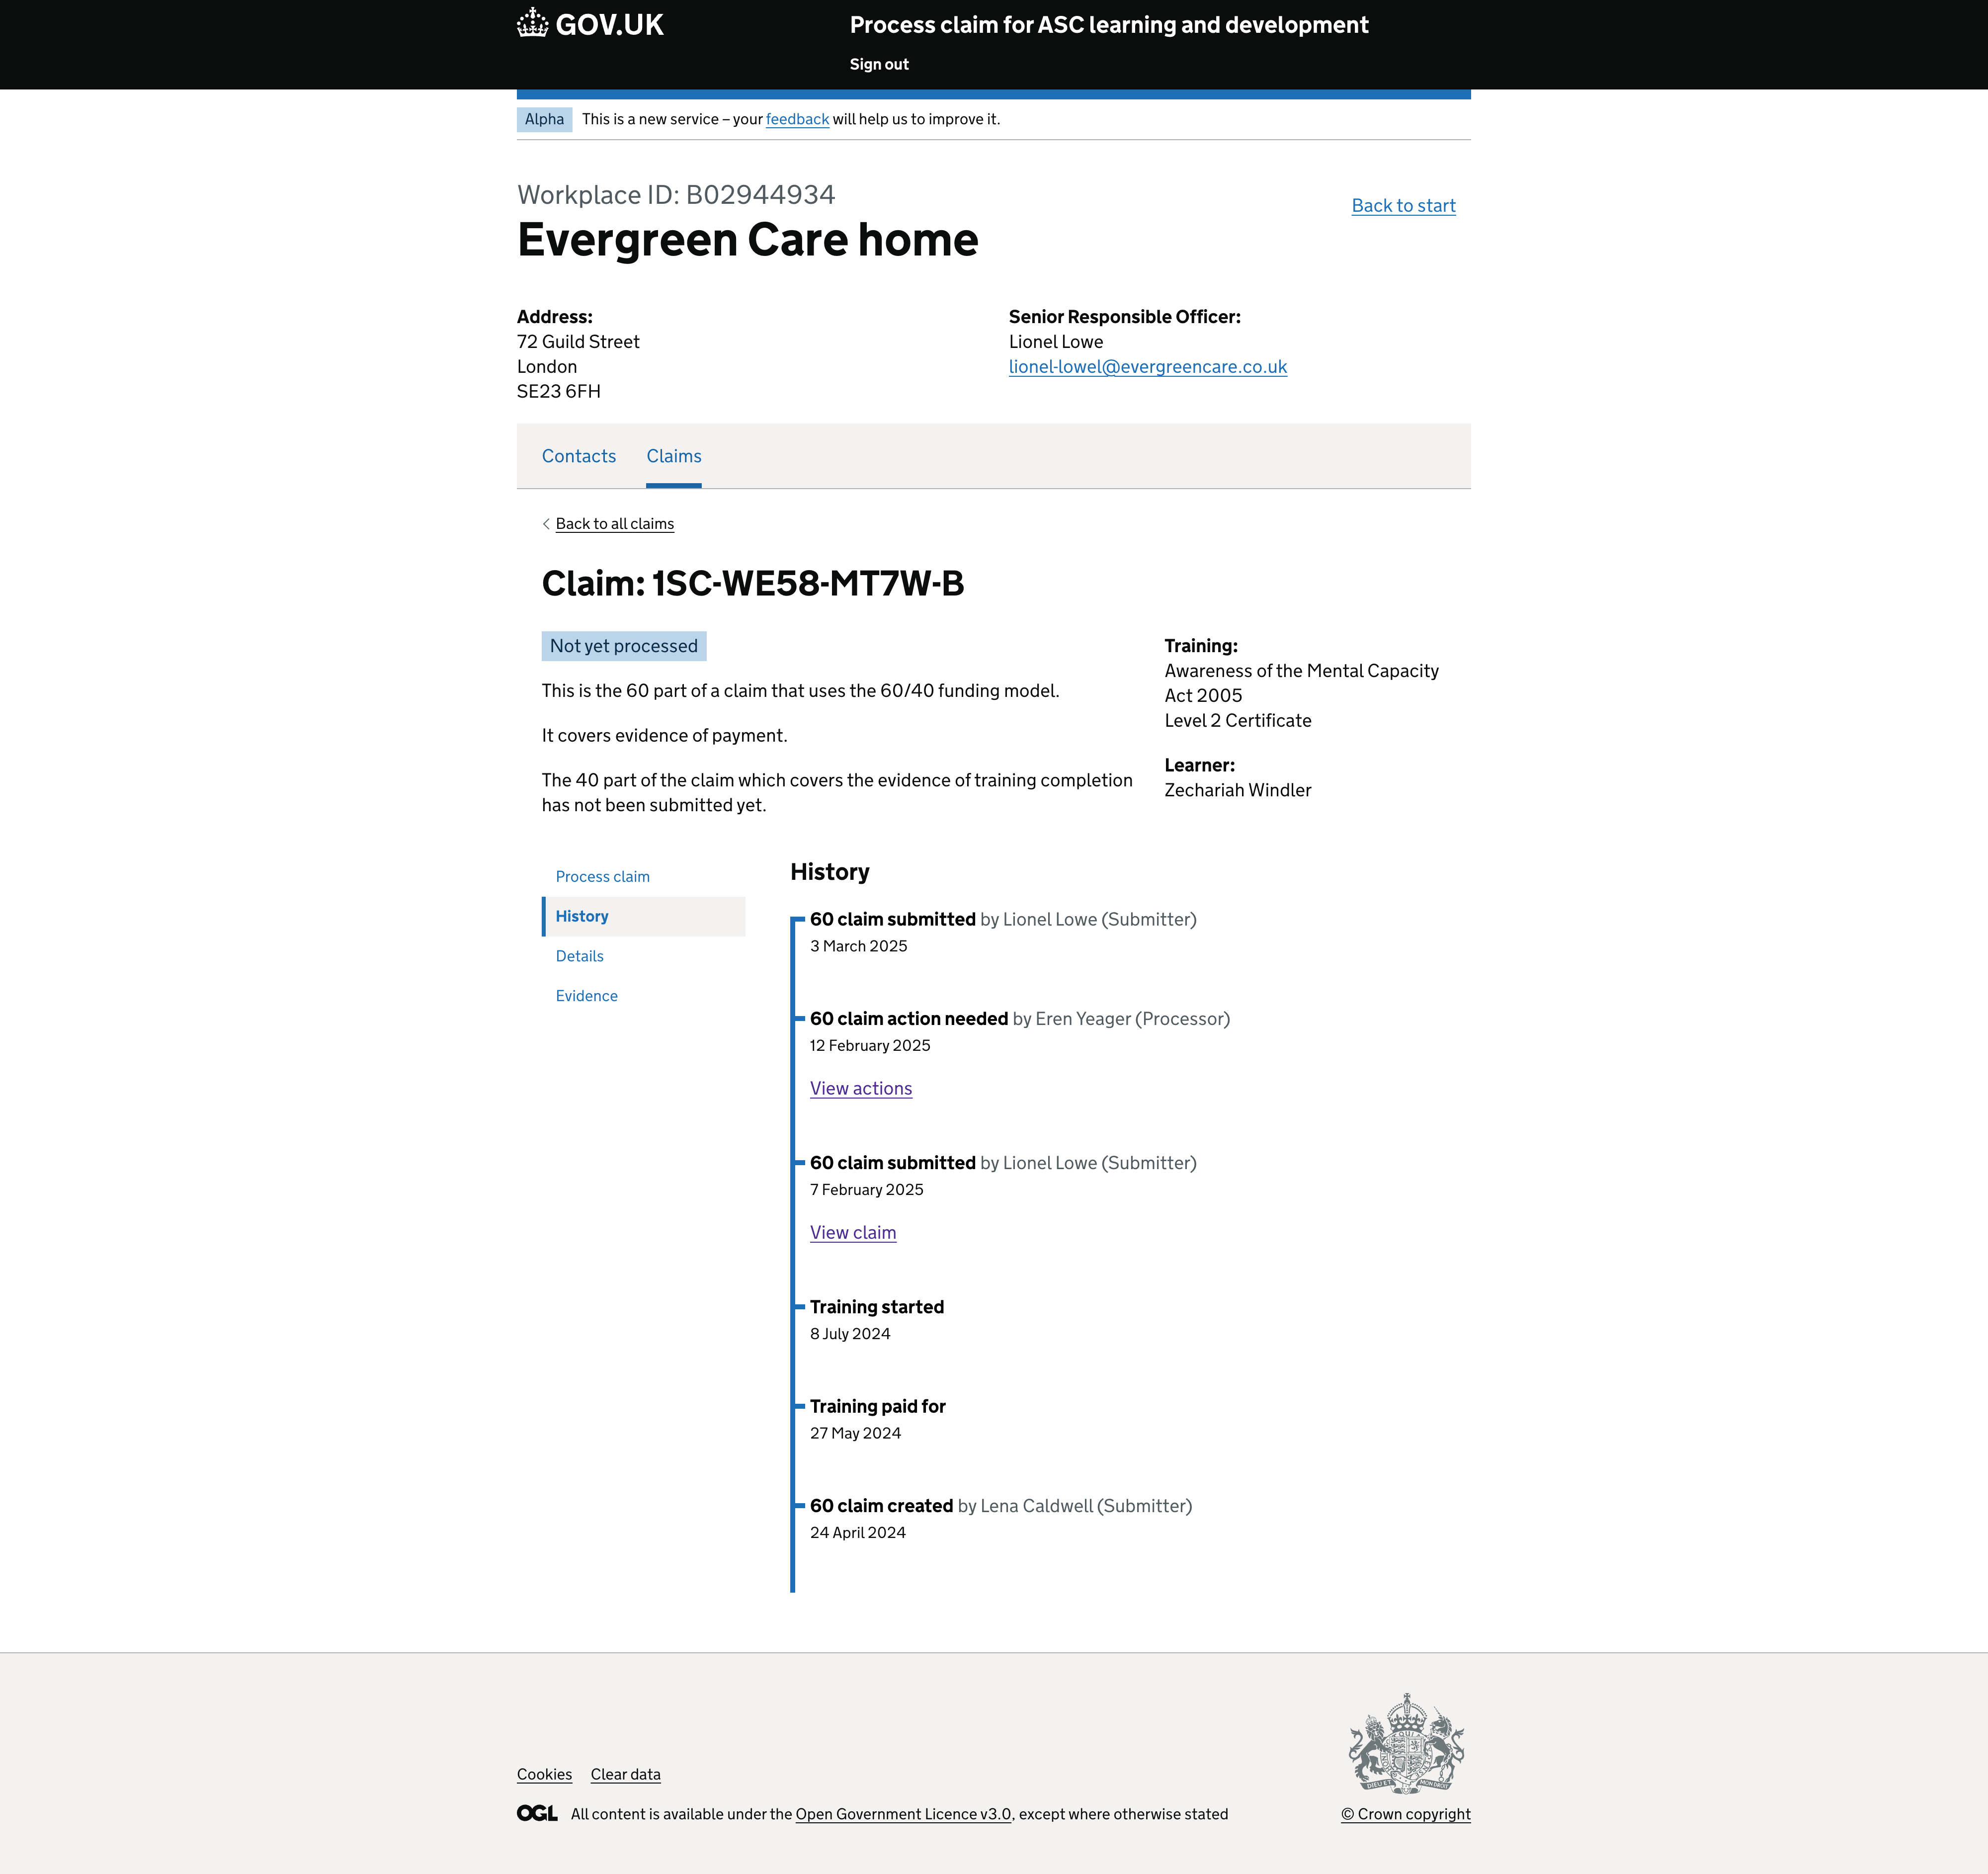 GOV.UK
Process claim for ASC learning and development
Sign out
Alpha
This is a new service – your feedback will help us to improve it.
Workplace ID: B02944934
Back to start
Evergreen Care home
Address:
72 Guild Street
London
SE23 6FH
Senior Responsible Officer:
Lionel Lowe
lionel-lowel@evergreencare.co.uk
Contacts
Claims
Back to all claims
Claim: 1SC-WE58-MT7W-B
Not yet processed
This is the 60 part of a claim that uses the 60/40 funding model.
It covers evidence of payment.
The 40 part of the claim which covers the evidence of training completion
has not been submitted yet.
Training:
Awareness of the Mental Capacity
Act 2005
Level 2 Certificate
Learner:
Zechariah Windler
Process claim
History
Details
Evidence
History
60 claim submitted by Lionel Lowe (Submitter)
3 March 2025
60 claim action needed by Eren Yeager (Processor)
12 February 2025
View actions
60 claim submitted by Lionel Lowe (Submitter)
7 February 2025
View claim
Training started
8 July 2024
Training paid for
27 May 2024
60 claim created by Lena Caldwell (Submitter)
24 April 2024
Cookies
Clear data
OGL
All content is available under the Open Government Licence v3.0, except where otherwise stated
DIEU ET MON DROIT
© Crown copyright